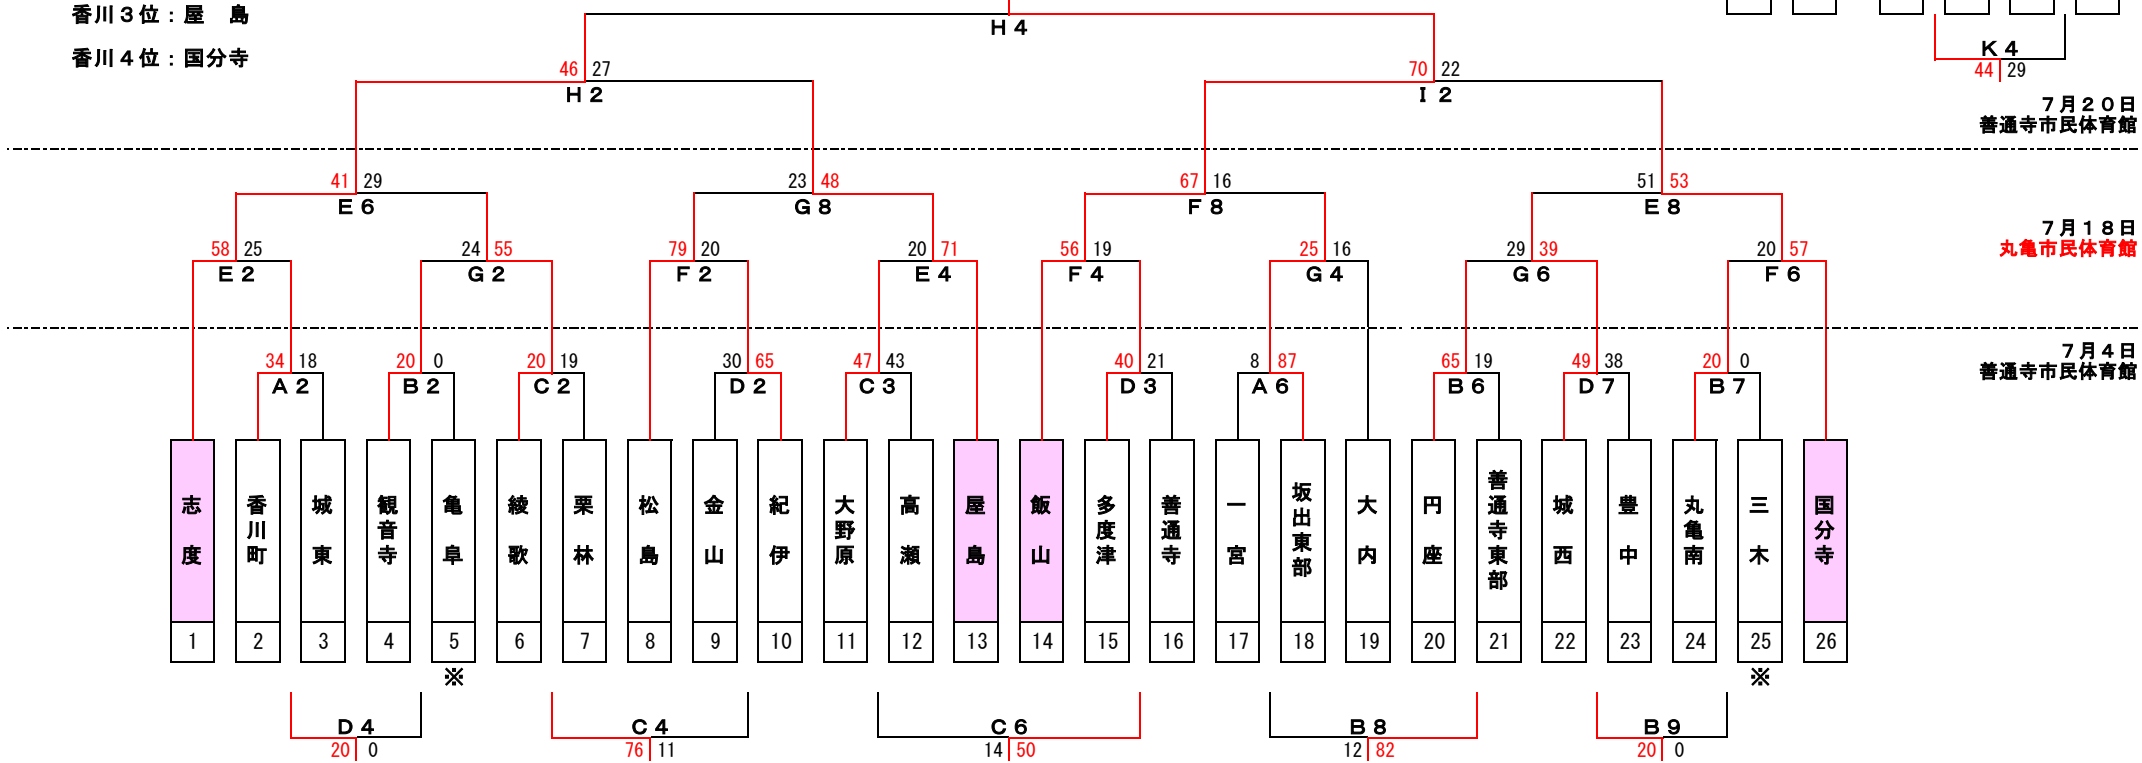 香川３位：屋　島
Ｈ４
香川４位：国分寺
Ｋ４
44 29
46 27
Ｈ２
70 22
Ｉ２
７月２０日
善通寺市民体育館
41 29
Ｅ６
23 48
Ｇ８
67 16
Ｆ８
51 53
Ｅ８
７月１８日
丸亀市民体育館
58 25
Ｅ２
24 55
Ｇ２
79 20
Ｆ２
20 71
Ｅ４
56 19
Ｆ４
25 16
Ｇ４
29 39
Ｇ６
20 57
Ｆ６
７月４日
善通寺市民体育館
34 18
Ａ２
20 0
Ｂ２
20 19
Ｃ２
30 65
Ｄ２
47 43
Ｃ３
40 21
Ｄ３
8 87
Ａ６
65 19
Ｂ６
49 38
Ｄ７
20 0
Ｂ７
志度
香川町
城東
観音寺
亀阜
綾歌
栗林
松島
金山
紀伊
大野原
高瀬
屋島
飯山
多度津
善通寺
一宮
坂出東部
大内
円座
善通寺東部
城西
豊中
丸亀南
三木
国分寺
1 2 3 4 5 6 7 8 9 10 11 12 13 14 15 16 17 18 19 20 21 22 23 24 25 26
※ ※
Ｄ４
20 0
Ｃ４
76 11
Ｃ６
14 50
Ｂ８
12 82
Ｂ９
20 0